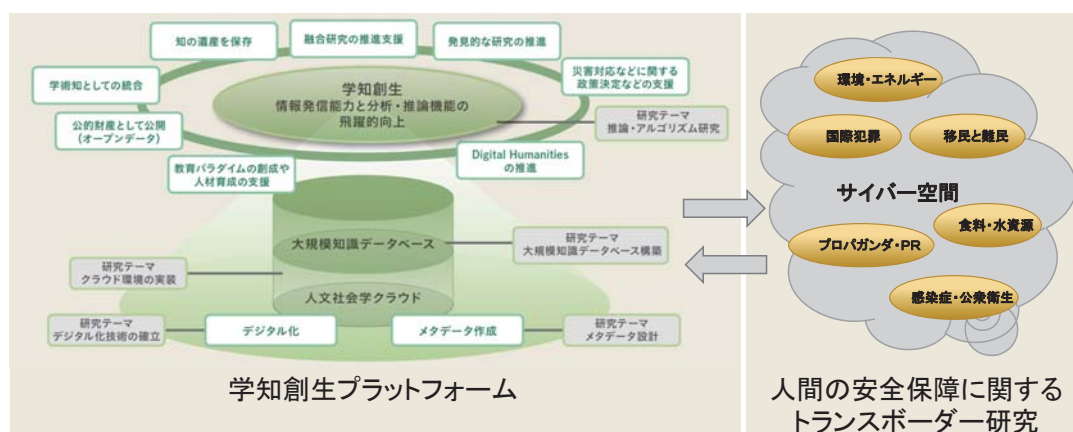 知の遺産を保存
融合研究の推進支援
発見的な研究の推進
学術知としての統合
災害対応などに関する
政策決定などの支援
学知創生
情報発信能力と分析・推論機能の
飛躍的向上
公的財産として公開
(オープンデータ)
研究テーマ
推論・アルゴリズム研究
教育パラダイムの創成や
人材育成の支援
Digital Humanities
の推進
大規模知識データベース
研究テーマ
大規模知識データベース構築
研究テーマ
クラウド環境の実装
人文社会学クラウド
研究テーマ
デジタル化技術の確立
デジタル化
メタデータ作成
研究テーマ
メタデータ設計
学知創生プラットフォーム
環境・エネルギー
国際犯罪
移民と難民
サイバー空間
食料・水資源
プロパガンダ・PR
感染症・公衆衛生
人間の安全保障に関する
トランスボーダー研究